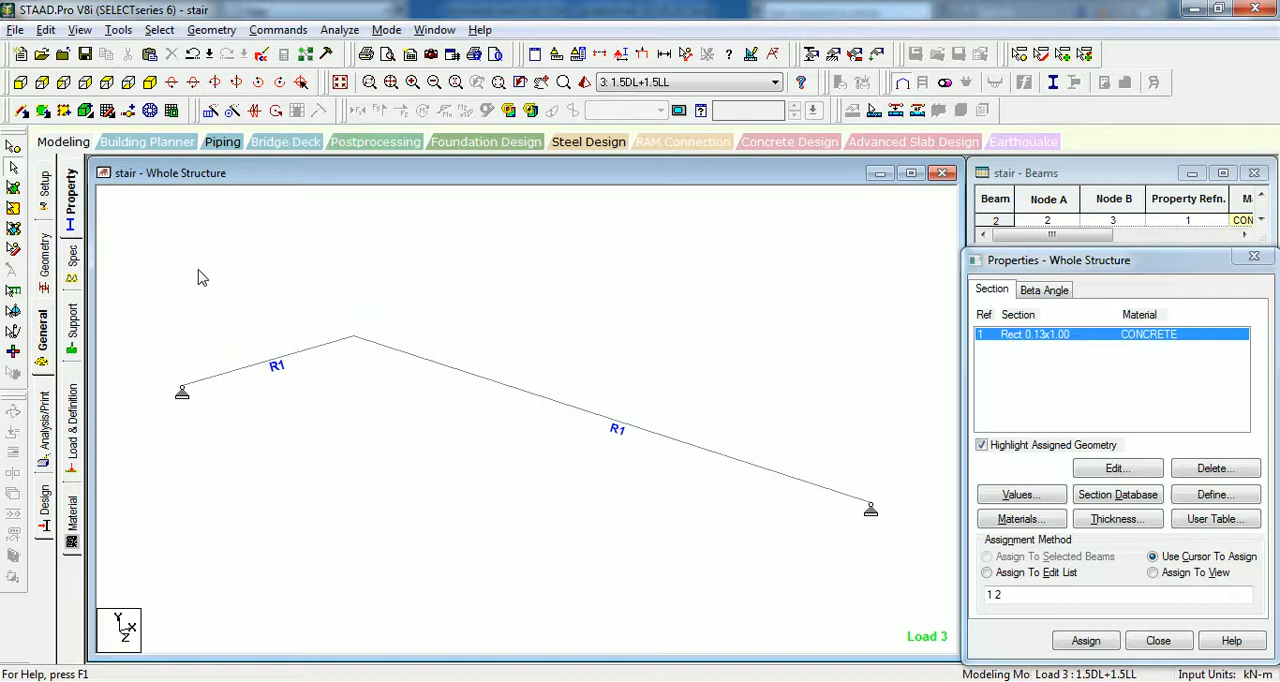 STAAD.Pro V8i (SELECTseries 6) - stair
File Edit View Tools Select Geometry Commands Analyze Mode Window Help
3: 1.5DL+1.5LL
Modeling Building Planner Piping Bridge Deck Postprocessing Foundation Design Steel Design RAM Connection Concrete Design Advanced Slab Design Earthquake
Setup
Geometry
General
Analysis/Print
Design
Property
Spec
Support
Load & Definition
Material
stair - Whole Structure
R1
R1
Y
X
Z
Load 3
stair - Beams
Beam Node A Node B Property Refn. M
2 2 3 1 CON
Properties - Whole Structure
Section Beta Angle
Ref Section Material
1 Rect 0.13x1.00 CONCRETE
Highlight Assigned Geometry
Edit... Delete...
Values... Section Database Define...
Materials... Thickness... User Table...
Assignment Method
Assign To Selected Beams Use Cursor To Assign
Assign To Edit List Assign To View
1 2
Assign Close Help
For Help, press F1 Modeling Mo Load 3 : 1.5DL+1.5LL Input Units: kN-m